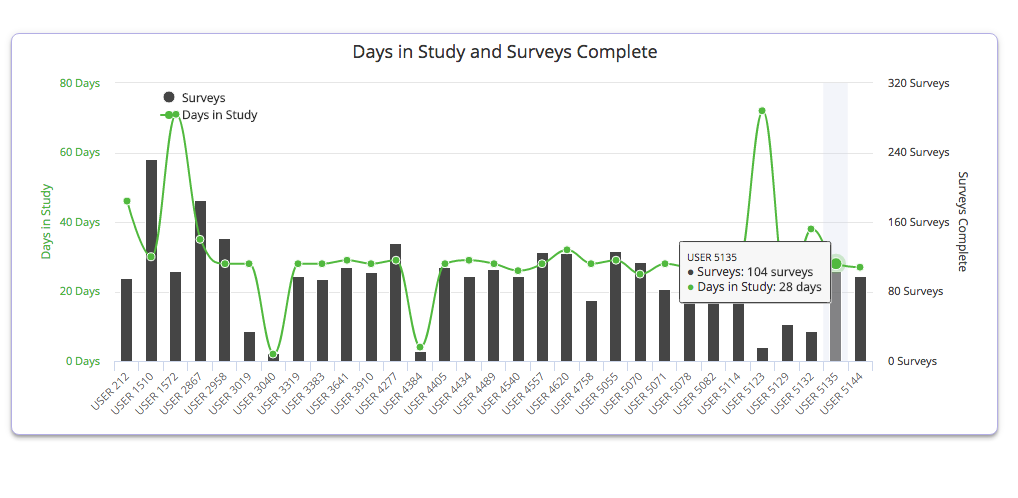 Days in Study and Surveys Complete
80 Days
60 Days
40 Days
20 Days
0 Days
Days in Study
Surveys
Days in Study
320 Surveys
240 Surveys
160 Surveys
80 Surveys
0 Surveys
Surveys Complete
USER 5135
● Surveys: 104 surveys
● Days in Study: 28 days
USER 212
USER 1510
USER 1572
USER 2867
USER 2958
USER 3019
USER 3040
USER 3319
USER 3383
USER 3641
USER 3910
USER 4277
USER 4384
USER 4405
USER 4434
USER 4489
USER 4540
USER 4557
USER 4620
USER 4758
USER 5055
USER 5070
USER 5071
USER 5078
USER 5082
USER 5114
USER 5123
USER 5129
USER 5132
USER 5135
USER 5144